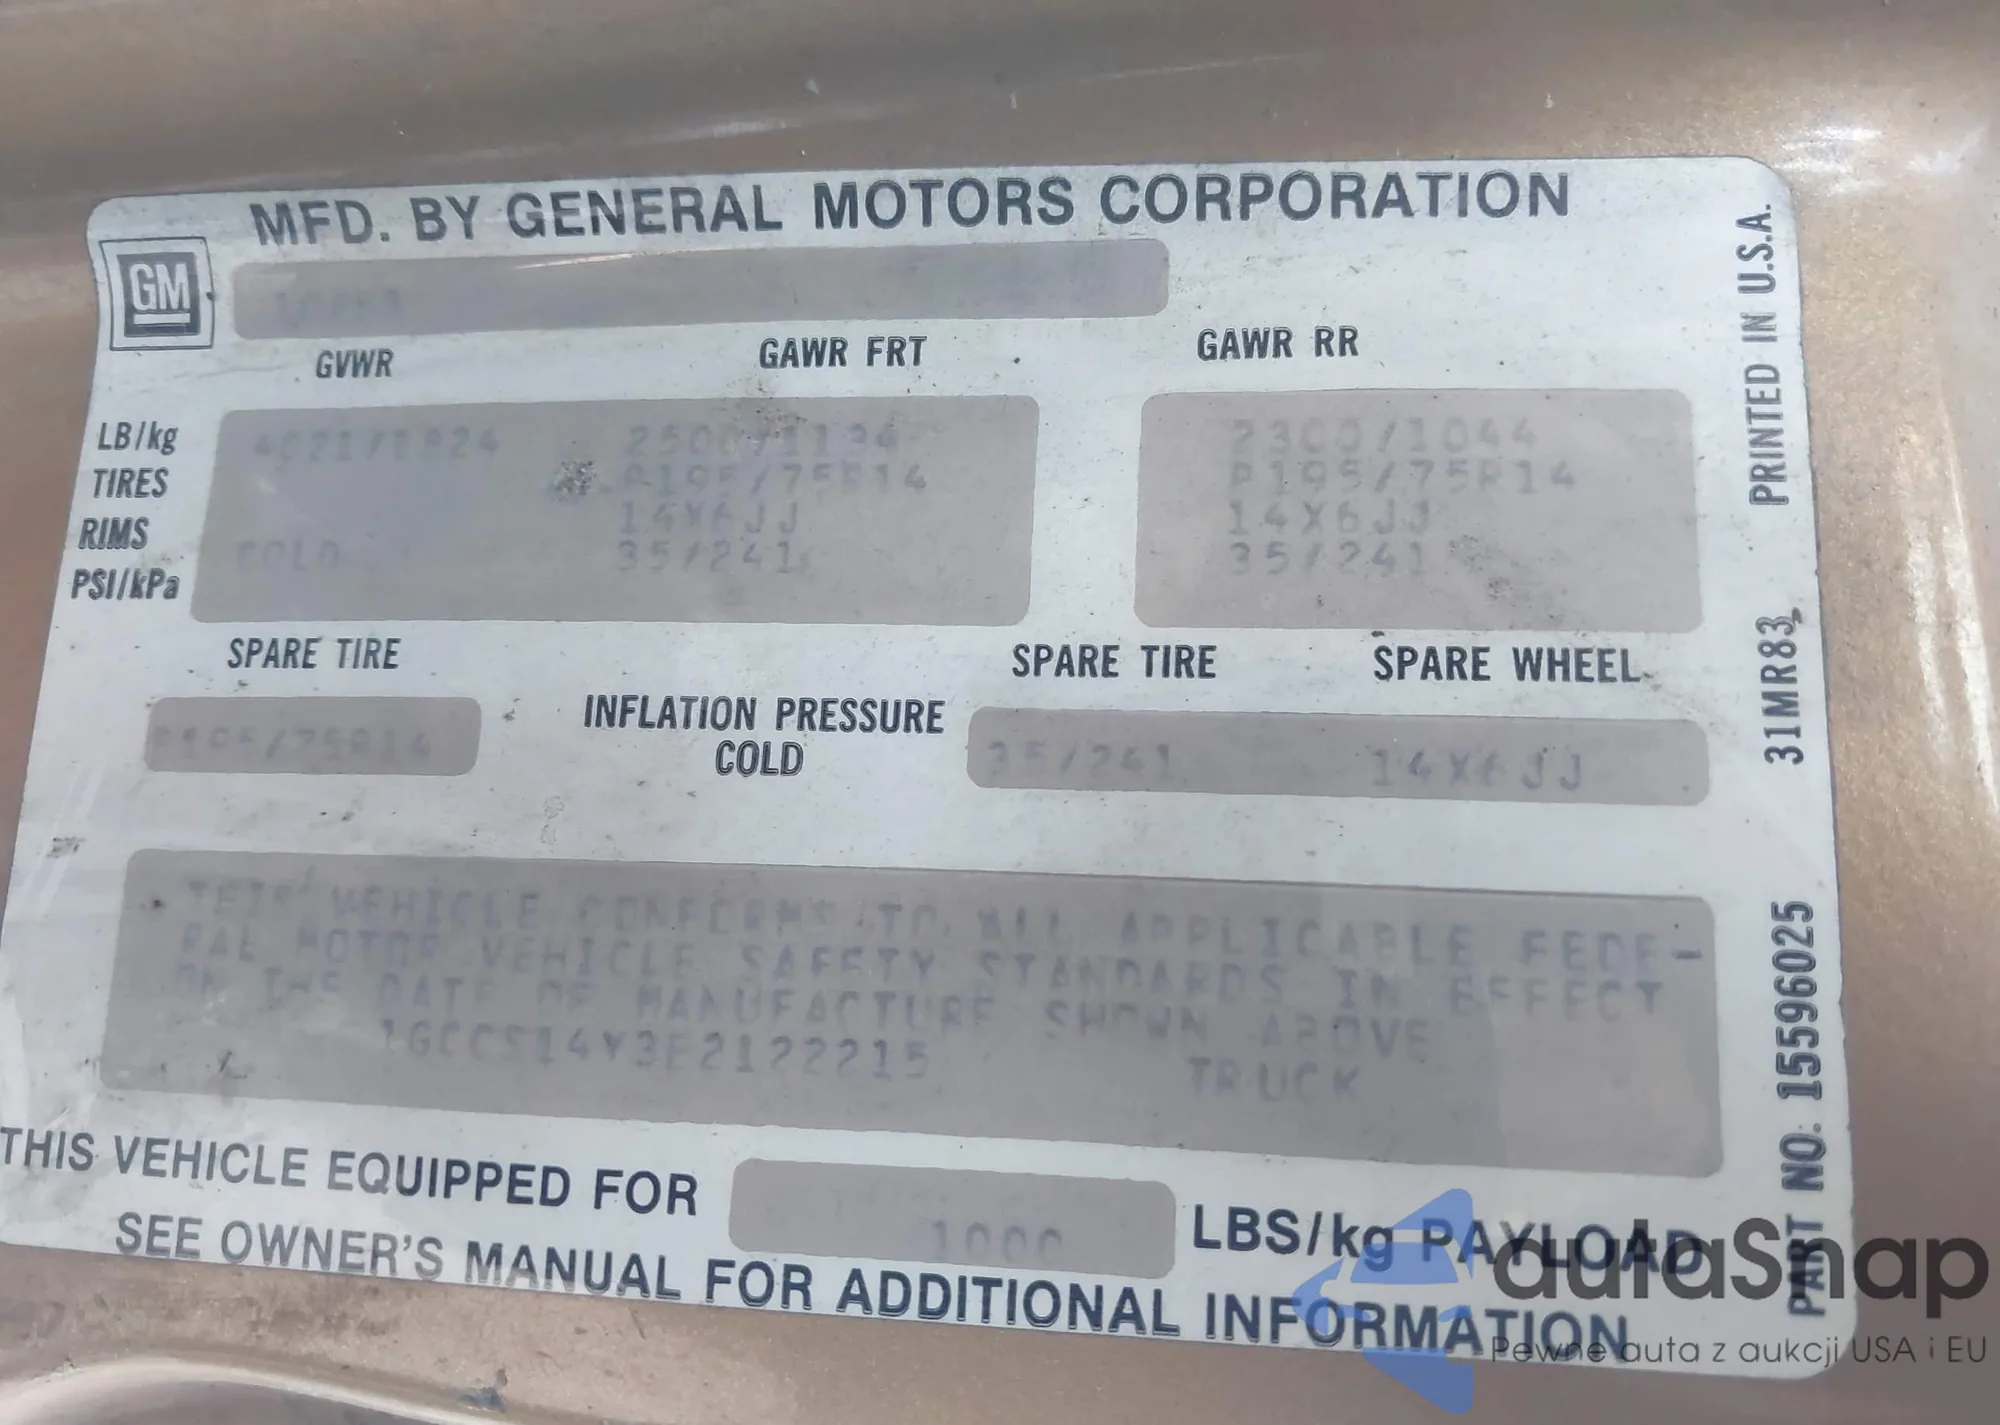 MFD. BY GENERAL MOTORS CORPORATION
GM
GVWR GAWR FRT GAWR RR
LB/kg 2300/1044
TIRES P195/75R14 P195/75R14
RIMS 14X6JJ 14X6JJ
PSI/kPa COLD 35/241 35/241
SPARE TIRE SPARE TIRE SPARE WHEEL
P195/75R14 INFLATION PRESSURE COLD 35/241 14X6JJ
THIS VEHICLE CONFORMS TO ALL APPLICABLE FEDE-
RAL MOTOR VEHICLE SAFETY STANDARDS IN EFFECT
ON THE DATE OF MANUFACTURE SHOWN ABOVE
TRUCK
THIS VEHICLE EQUIPPED FOR 1000 LBS/kg PAYLOAD
SEE OWNER'S MANUAL FOR ADDITIONAL INFORMATION
PART NO. 15596025 31MR83 PRINTED IN U.S.A.
autaSnap
Pewne auta z aukcji USA i EU